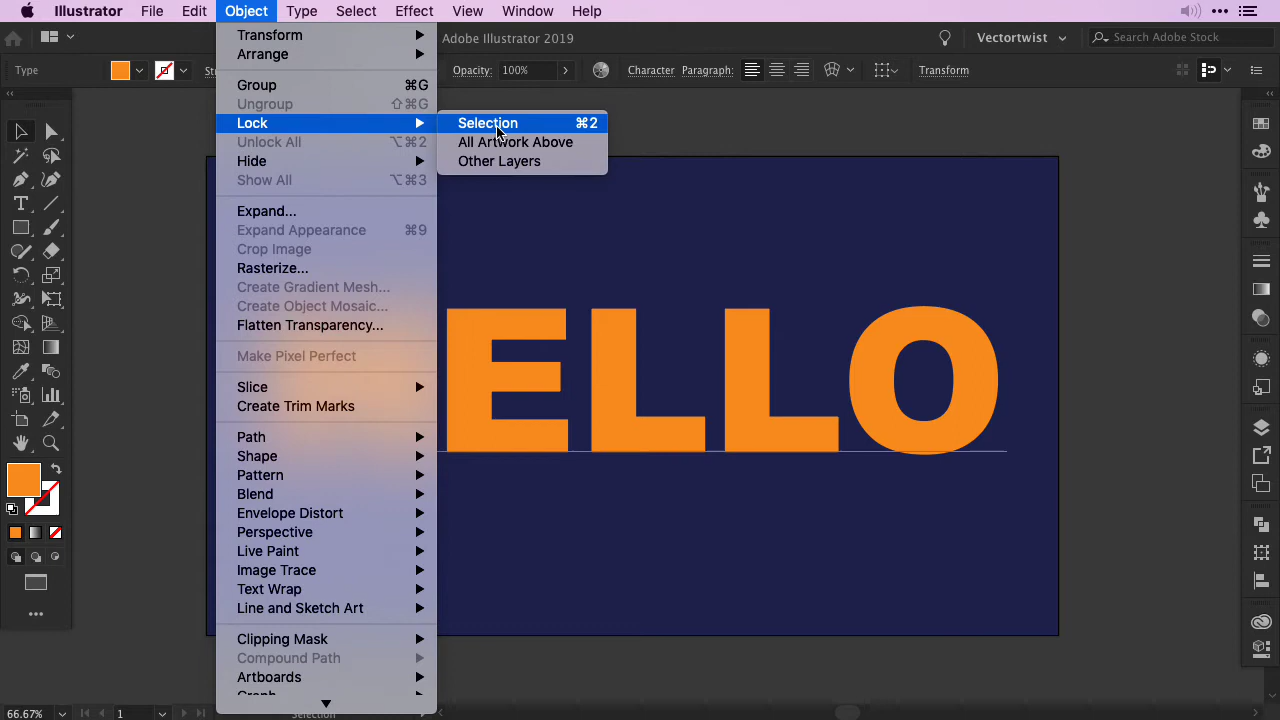 Illustrator File Edit Object Type Select Effect View Window Help
Adobe Illustrator 2019
Vectortwist
Search Adobe Stock
Type
Opacity: 100%
Character
Paragraph:
Transform
Transform
Arrange
Group ⌘G
Ungroup ⇧⌘G
Lock
Unlock All ⌥⌘2
Hide
Show All ⌥⌘3
Expand...
Expand Appearance ⌘9
Crop Image
Rasterize...
Create Gradient Mesh...
Create Object Mosaic...
Flatten Transparency...
Make Pixel Perfect
Slice
Create Trim Marks
Path
Shape
Pattern
Blend
Envelope Distort
Perspective
Live Paint
Image Trace
Text Wrap
Line and Sketch Art
Clipping Mask
Compound Path
Artboards
Graph
Selection ⌘2
All Artwork Above
Other Layers
ELLO
66.67%
1
Selection